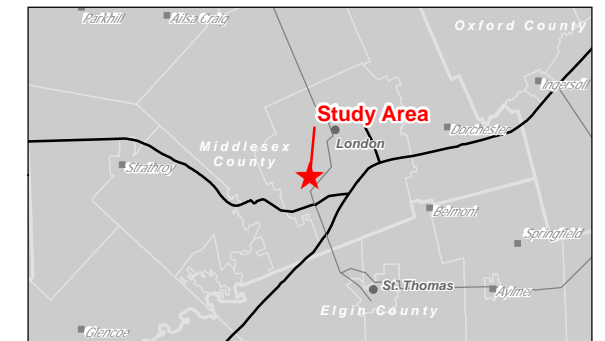 Parkhill
Ailsa Craig
Oxford County
Ingersoll
Study Area
Dorchester
London
Middlesex
County
Strathroy
Belmont
Springfield
St. Thomas
Aylmer
Elgin County
Glencoe